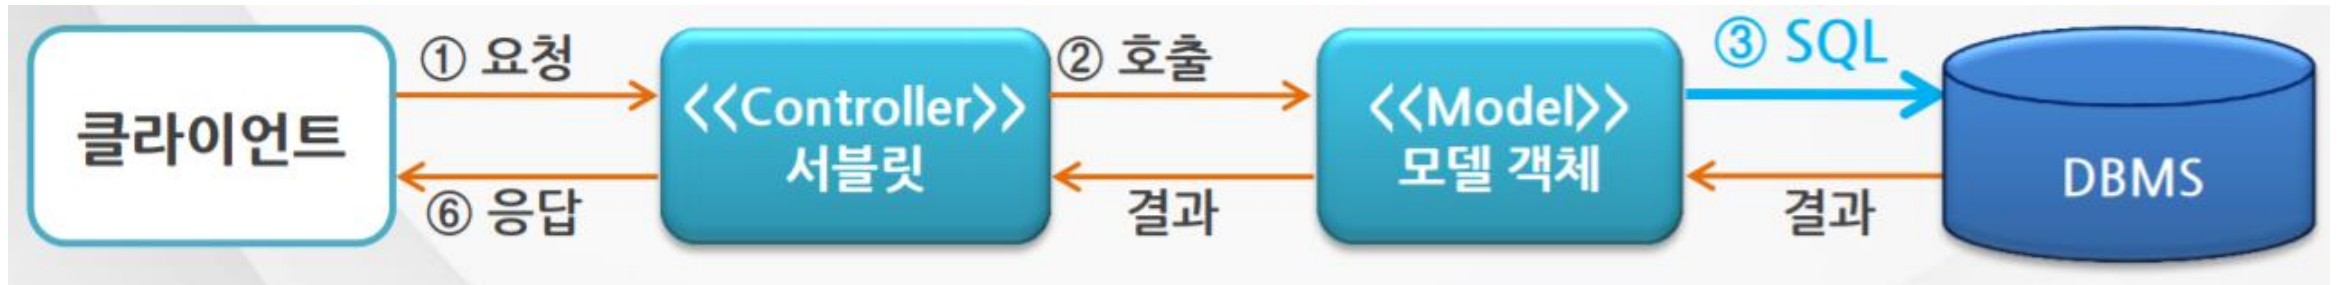 클라이언트
① 요청
⑥ 응답
<<Controller>>
서블릿
② 호출
결과
<<Model>>
모델 객체
③ SQL
결과
DBMS